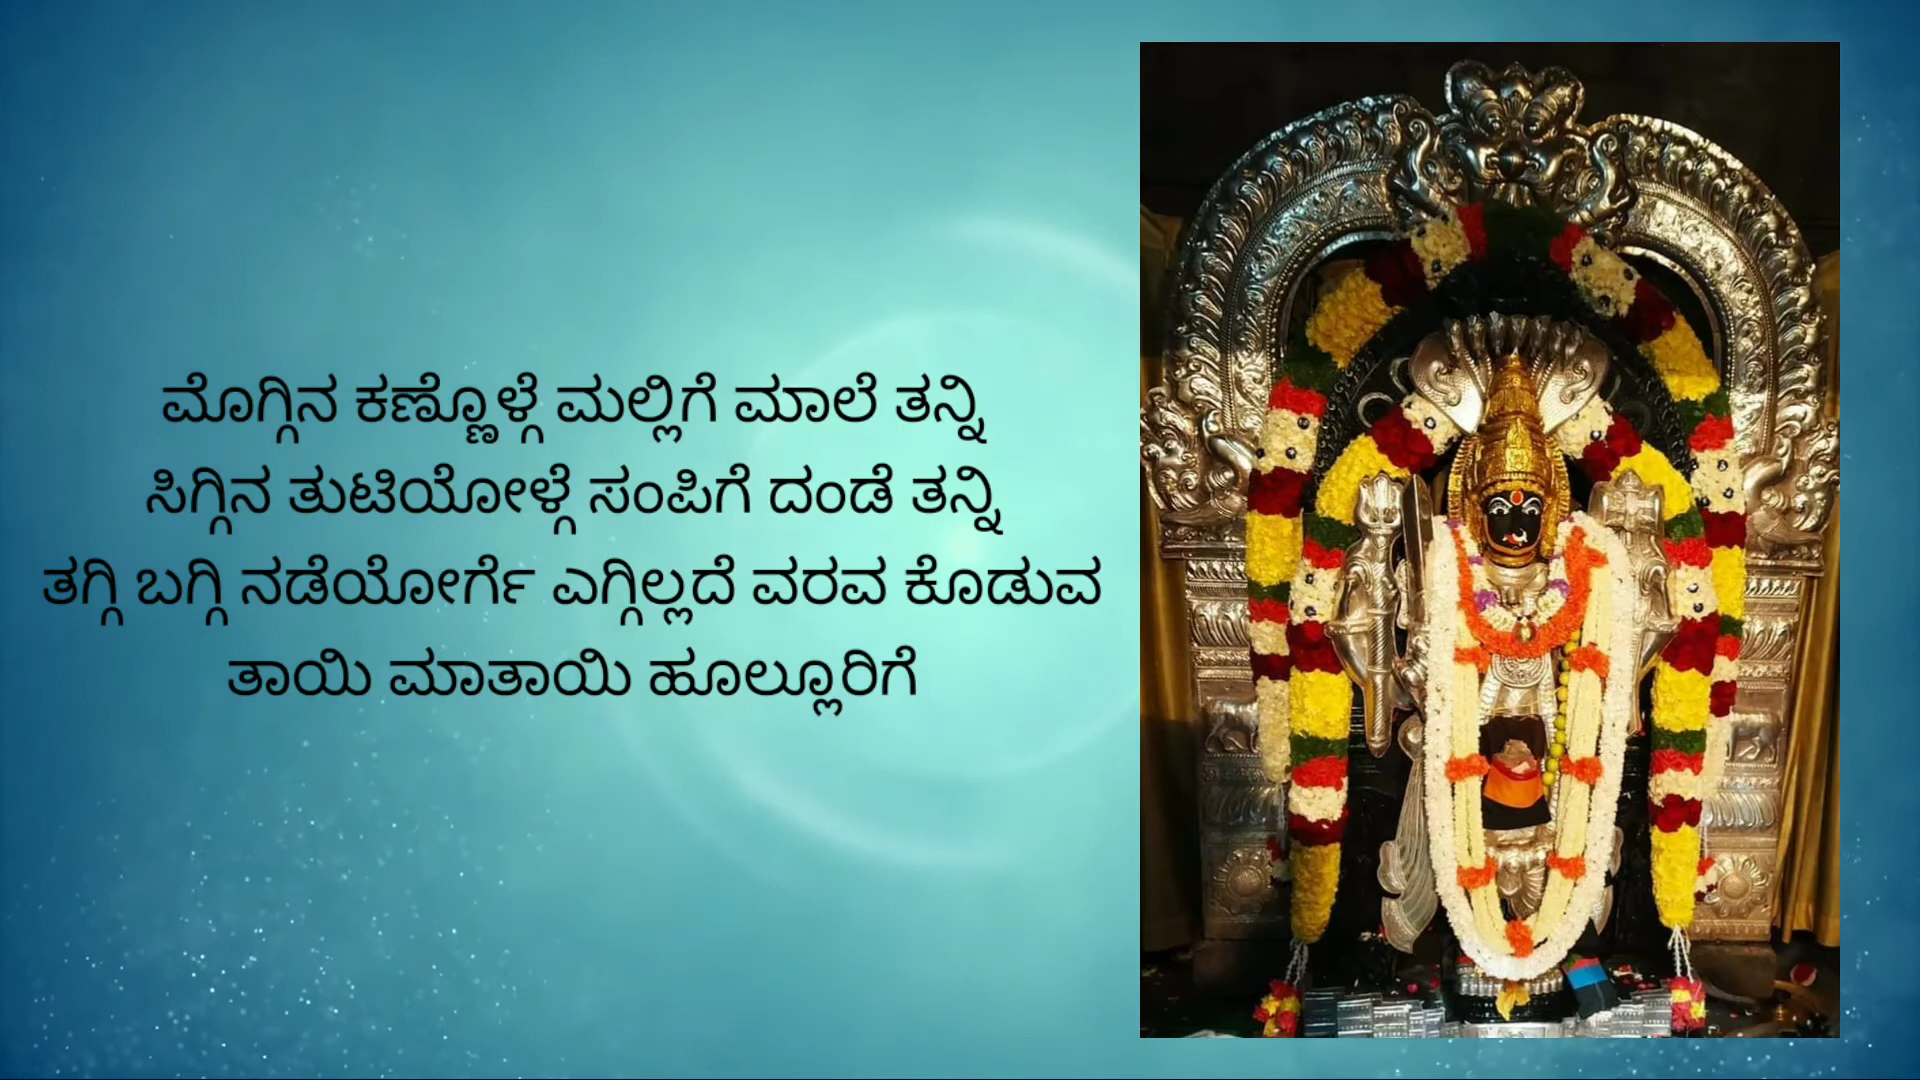 ಮೊಗ್ಗಿನ ಕಣ್ಣೊಳ್ಗೆ ಮಲ್ಲಿಗೆ ಮಾಲೆ ತನ್ನಿ
ಸಿಗ್ಗಿನ ತುಟಿಯೋಳ್ಗೆ ಸಂಪಿಗೆ ದಂಡೆ ತನ್ನಿ
ತಗ್ಗಿ ಬಗ್ಗಿ ನಡೆಯೋರ್ಗೆ ಎಗ್ಗಿಲ್ಲದೆ ವರವ ಕೊಡುವ
ತಾಯಿ ಮಾತಾಯಿ ಹೂಲ್ಲೂರಿಗೆ